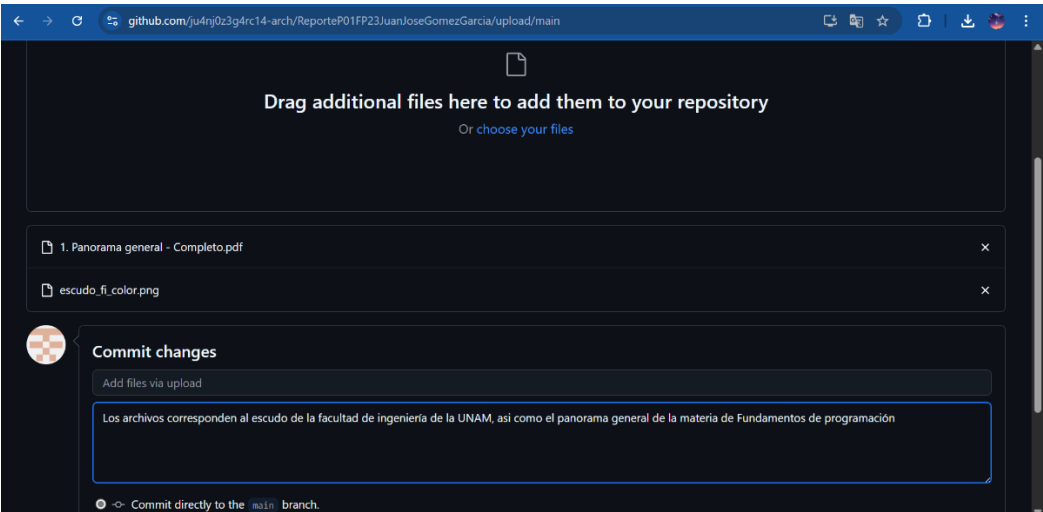 github.com/ju4nj0z3g4rc14-arch/ReporteP01FP23JuanJoseGomezGarcia/upload/main
Drag additional files here to add them to your repository
Or choose your files
1. Panorama general - Completo.pdf
escudo_fi_color.png
Commit changes
Add files via upload
Los archivos corresponden al escudo de la facultad de ingeniería de la UNAM, asi como el panorama general de la materia de Fundamentos de programación
Commit directly to the main branch.